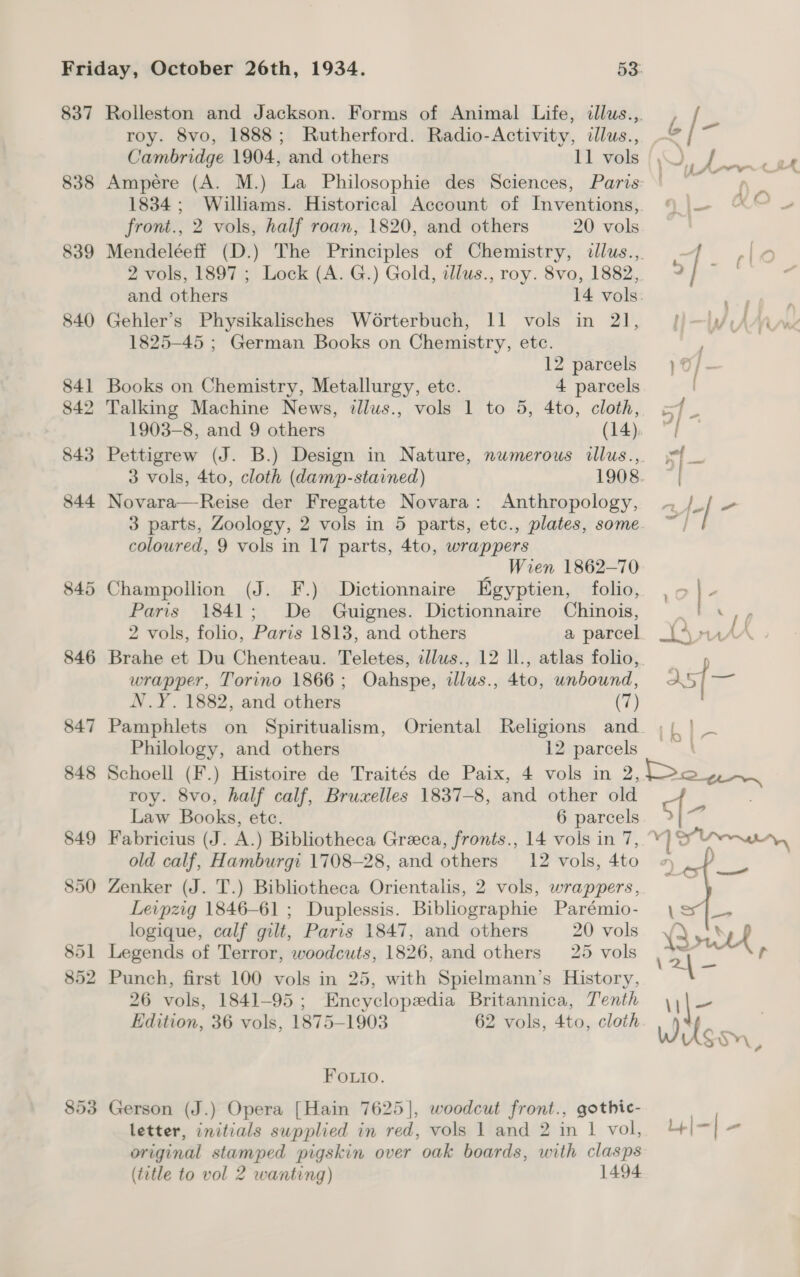 Friday, October 26th, 1934. 53
837 Rolleston and Jackson. Forms of Animal Life, illus.,
roy. 8vo, 1888; Rutherford. Radio-Activity, illus.,
Cambridge 1904, and others 11 vols
838 Ampère (A. M.) La Philosophie des Sciences, Paris
1834; Williams. Historical Account of Inventions,
front., 2 vols, half roan, 1820, and others 20 vols
839 Mendeléeff (D.) The Principles of Chemistry, illus.,
2 vols, 1897; Lock (A. G.) Gold, illus., roy. 8vo, 1882,
and others 14 vols
840 Gehler's Physikalisches Wörterbuch, 11 vols in 21,
1825-45; German Books on Chemistry, etc.
12 parcels
841 Books on Chemistry, Metallurgy, etc. 4 parcels
842 Talking Machine News, illus., vols 1 to 5, 4to, cloth,
1903-8, and 9 others (14)
843 Pettigrew (J. B.) Design in Nature, numerous illus.,
3 vols, 4to, cloth (damp-stained) 1908
844 Novara—Reise der Fregatte Novara: Anthropology,
3 parts, Zoology, 2 vols in 5 parts, etc., plates, some
coloured, 9 vols in 17 parts, 4to, wrappers
Wien 1862-70
845 Champollion (J. F.) Dictionnaire Egyptien, folio,
Paris 1841; De Guignes. Dictionnaire Chinois,
2 vols, folio, Paris 1813, and others a parcel
846 Brahe et Du Chenteau. Teletes, illus., 12 ll., atlas folio,
wrapper, Torino 1866; Oahspe, illus., 4to, unbound,
N.Y. 1882, and others (7)
847 Pamphlets on Spiritualism, Oriental Religions and
Philology, and others 12 parcels
848 Schoell (F.) Histoire de Traités de Paix, 4 vols in 2,
roy. 8vo, half calf, Bruxelles 1837-8, and other old
Law Books, etc. 6 parcels
849 Fabricius (J. A.) Bibliotheca Græca, fronts., 14 vols in 7,
old calf, Hamburgi 1708-28, and others 12 vols, 4to
850 Zenker (J. T.) Bibliotheca Orientalis, 2 vols, wrappers,
Leipzig 1846-61; Duplessis. Bibliographie Parémio-
logique, calf gilt, Paris 1847, and others 20 vols
851 Legends of Terror, woodcuts, 1826, and others 25 vols
852 Punch, first 100 vols in 25, with Spielmann's History,
26 vols, 1841-95; Encyclopædia Britannica, Tenth
Edition, 36 vols, 1875-1903 62 vols, 4to, cloth
FOLIO.
853 Gerson (J.) Opera [Hain 7625], woodcut front., gothic-
letter, initials supplied in red, vols 1 and 2 in 1 vol,
original stamped pigskin over oak boards, with clasps
(title to vol 2 wanting) 1494